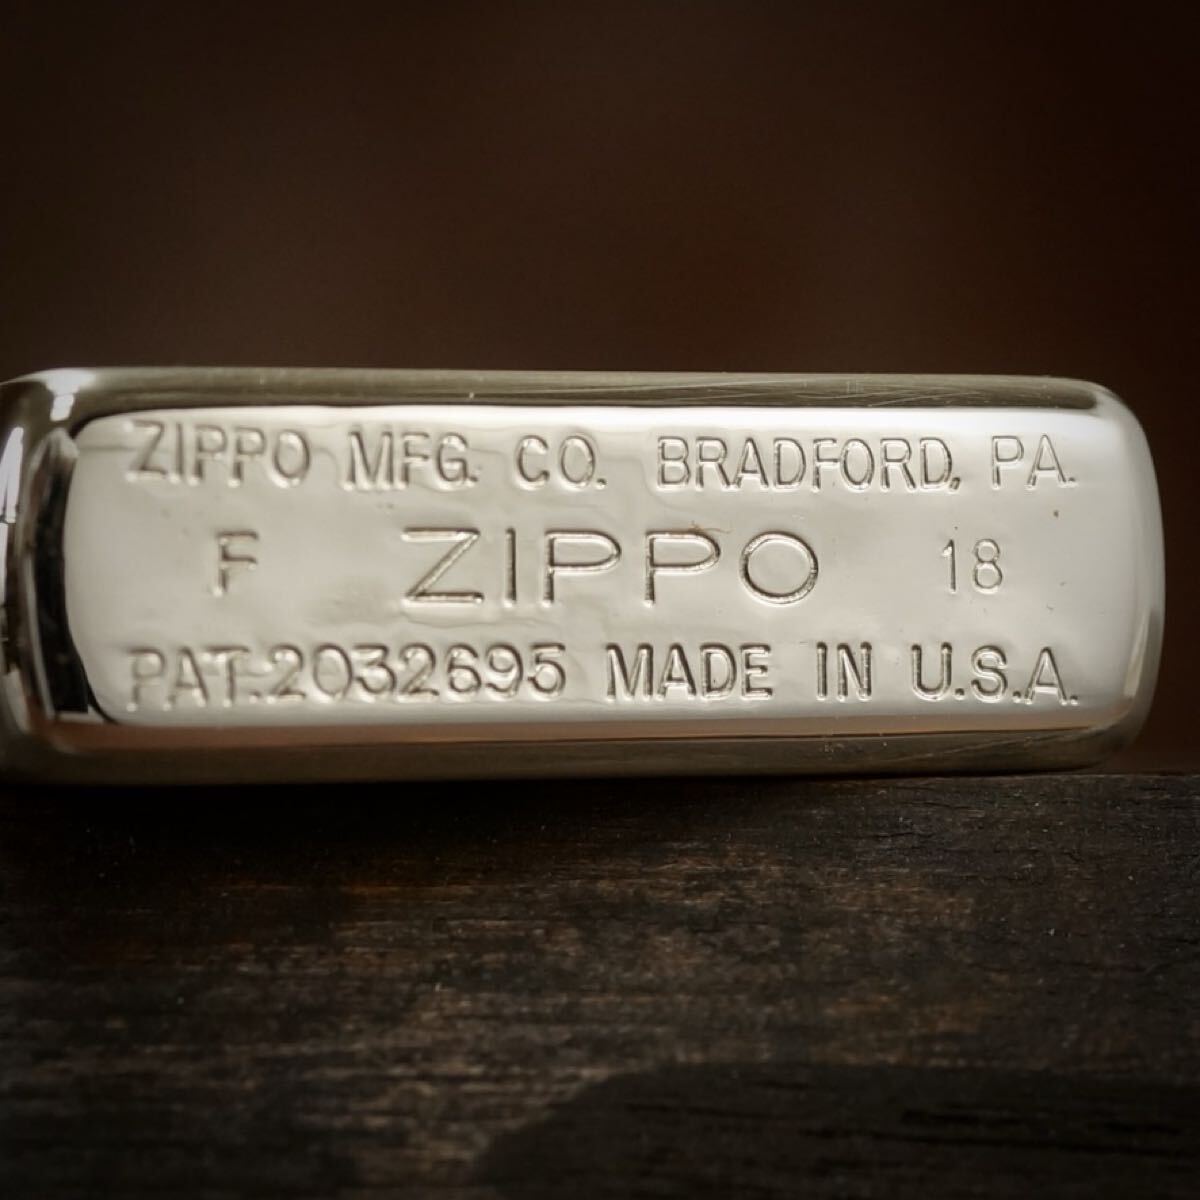 ZIPPO MFG. CO. BRADFORD, PA.
F ZIPPO 18
PAT.2032695 MADE IN U.S.A.